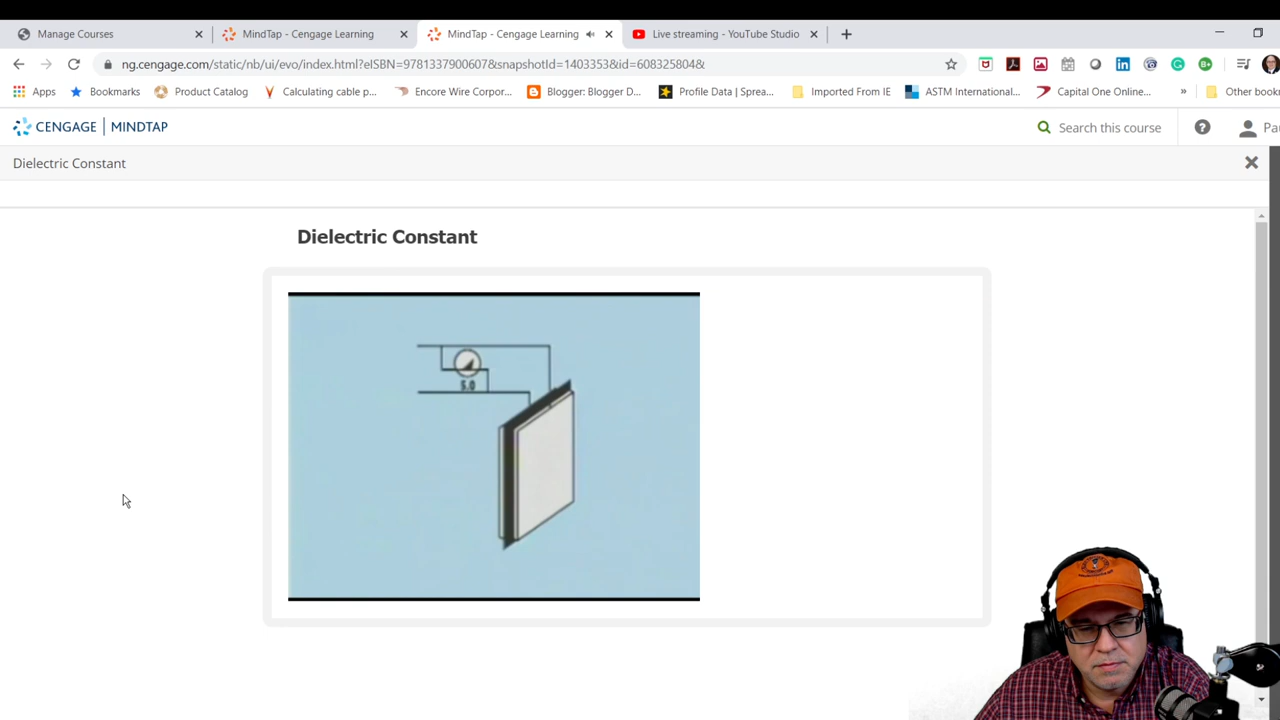 Manage Courses
MindTap - Cengage Learning
MindTap - Cengage Learning
Live streaming - YouTube Studio
ng.cengage.com/static/nb/ui/evo/index.html?eISBN=9781337900607&snapshotId=1403353&id=608325804&
Apps
Bookmarks
Product Catalog
Calculating cable p...
Encore Wire Corpor...
Blogger: Blogger D...
Profile Data | Sprea...
Imported From IE
ASTM International...
Capital One Online...
»
Other book
CENGAGE | MINDTAP
Search this course
Pa
Dielectric Constant
Dielectric Constant
5.0